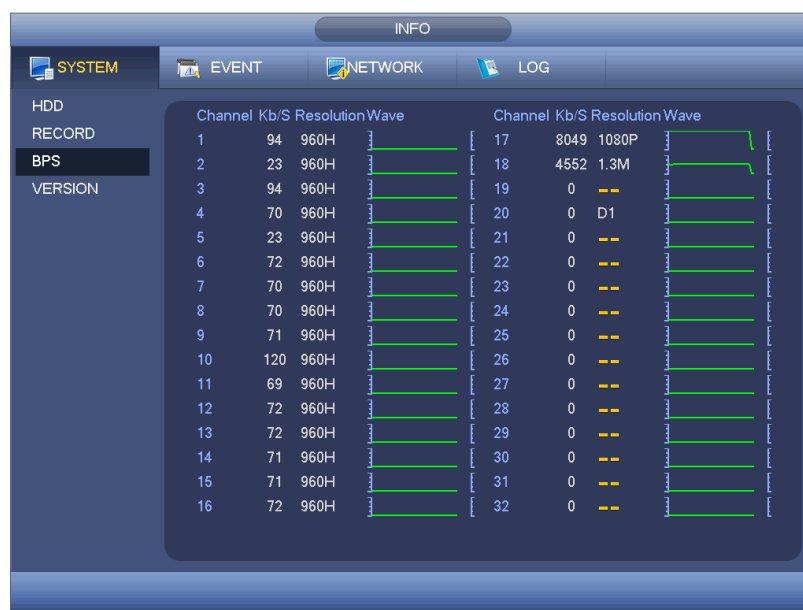 INFO
SYSTEM EVENT NETWORK LOG
HDD
RECORD
BPS
VERSION
Channel Kb/S Resolution Wave Channel Kb/S Resolution Wave
1 94 960H 17 8049 1080P
2 23 960H 18 4552 1.3M
3 94 960H 19 0 --
4 70 960H 20 0 D1
5 23 960H 21 0 --
6 72 960H 22 0 --
7 70 960H 23 0 --
8 70 960H 24 0 --
9 71 960H 25 0 --
10 120 960H 26 0 --
11 69 960H 27 0 --
12 72 960H 28 0 --
13 72 960H 29 0 --
14 71 960H 30 0 --
15 71 960H 31 0 --
16 72 960H 32 0 --